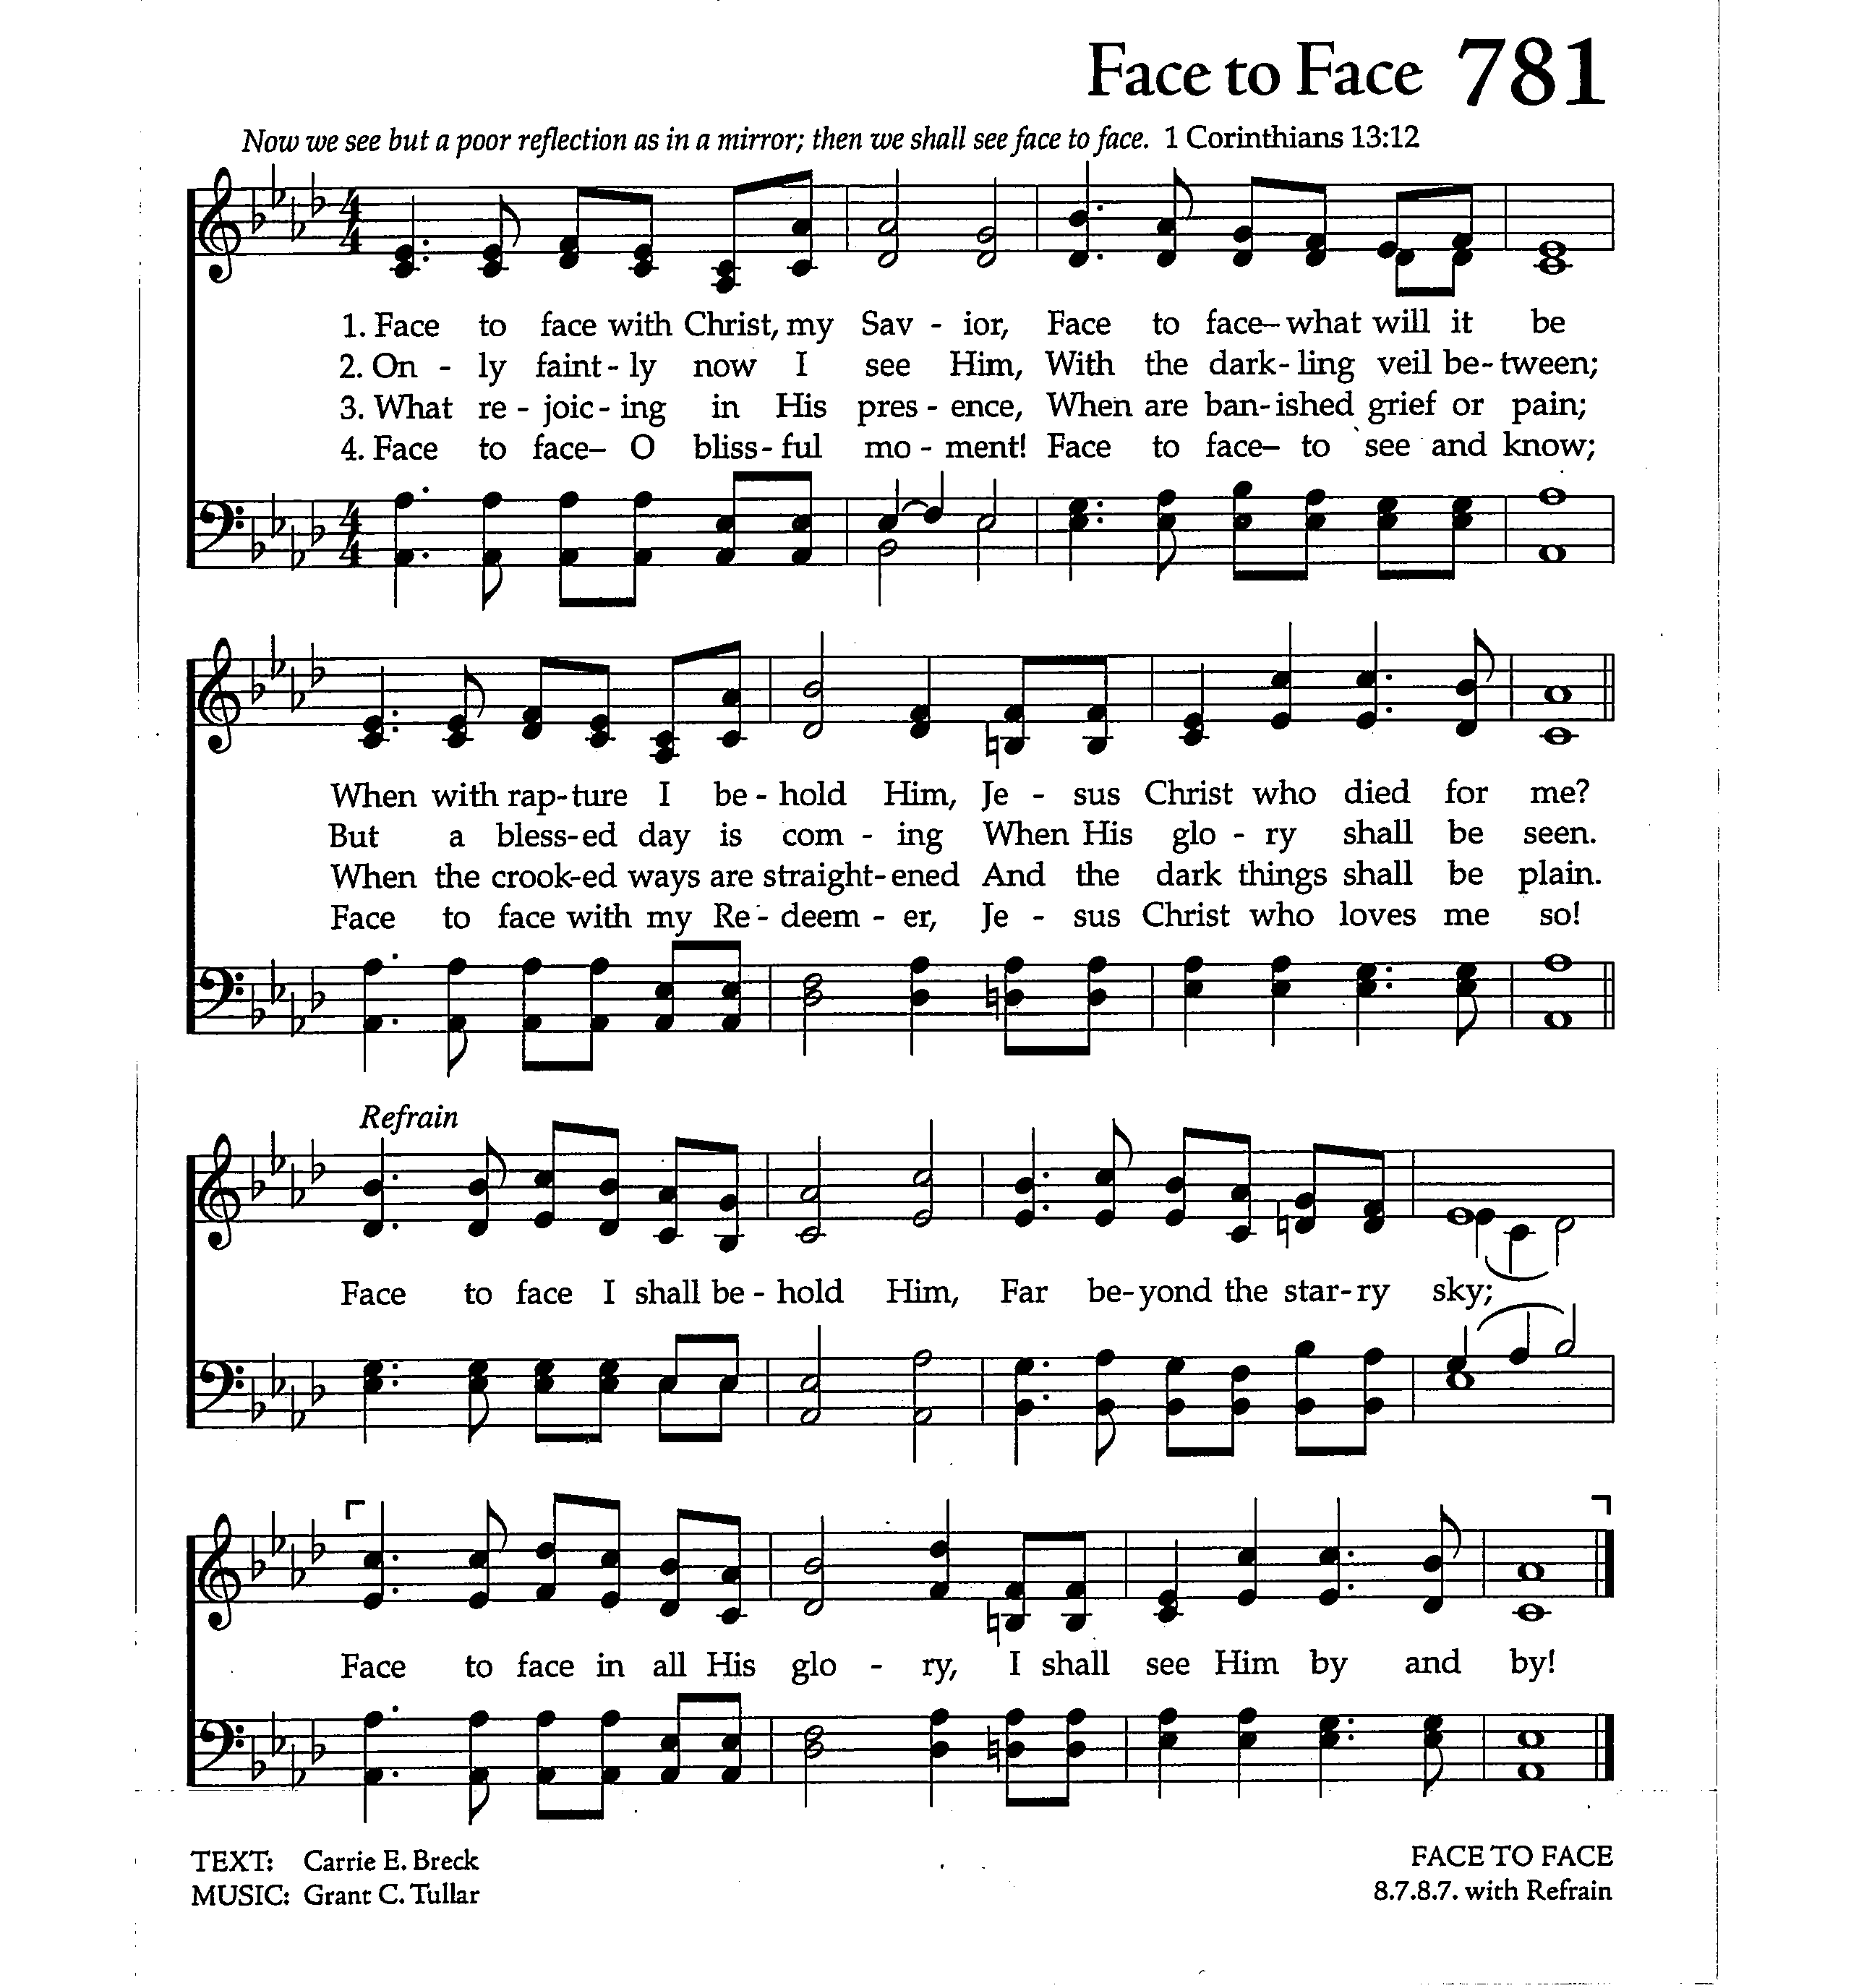 Face to Face 781
Now we see but a poor reflection as in a mirror; then we shall see face to face. 1 Corinthians 13:12
1. Face to face with Christ, my Sav - ior, Face to face– what will it be
2. On - ly faint - ly now I see Him, With the dark - ling veil be - tween;
3. What re - joic - ing in His pres - ence, When are ban - ished grief or pain;
4. Face to face– O bliss - ful mo - ment! Face to face– to see and know;
When with rap - ture I be - hold Him, Je - sus Christ who died for me?
But a bless - ed day is com - ing When His glo - ry shall be seen.
When the crook - ed ways are straight - ened And the dark things shall be plain.
Face to face with my Re - deem - er, Je - sus Christ who loves me so!
Refrain
Face to face I shall be - hold Him, Far be - yond the star - ry sky;
Face to face in all His glo - ry, I shall see Him by and by!
TEXT: Carrie E. Breck
MUSIC: Grant C. Tullar
FACE TO FACE
8.7.8.7. with Refrain